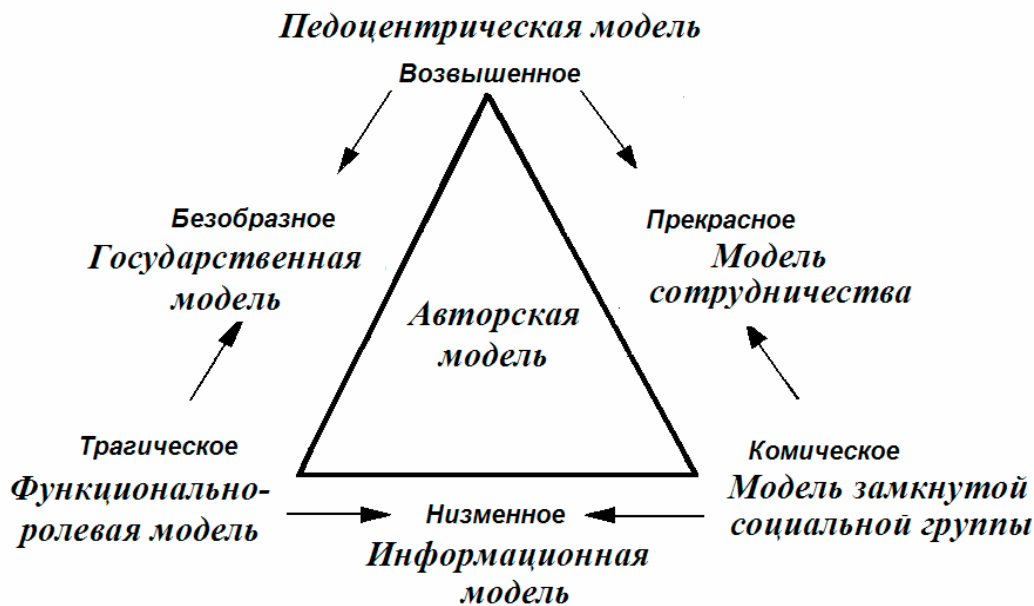 Педоцентрическая модель
Возвышенное
Безобразное
Государственная
модель
Прекрасное
Модель
сотрудничества
Авторская
модель
Трагическое
Функционально-
ролевая модель
Комическое
Модель замкнутой
социальной группы
Низменное
Информационная
модель